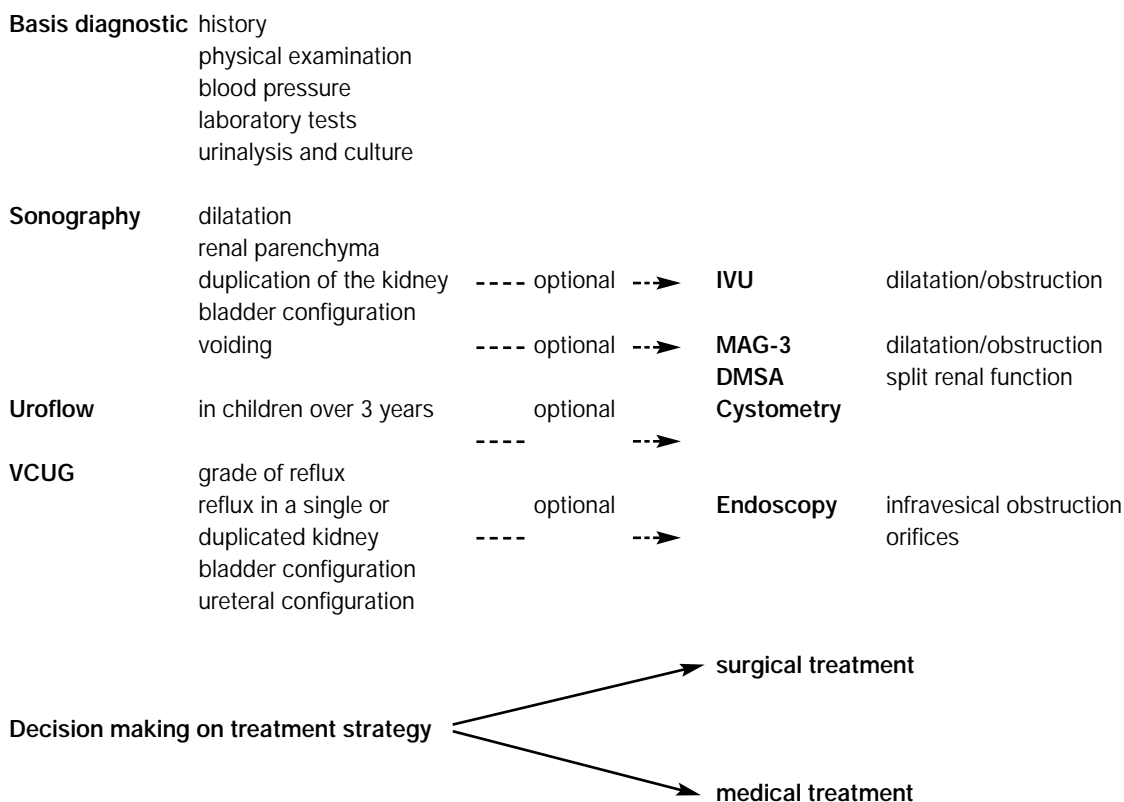 Basis diagnostic history
physical examination
blood pressure
laboratory tests
urinalysis and culture
Sonography dilatation
renal parenchyma
duplication of the kidney optional IVU dilatation/obstruction
bladder configuration
voiding optional MAG-3 dilatation/obstruction
DMSA split renal function
Uroflow in children over 3 years optional Cystometry
VCUG grade of reflux
reflux in a single or optional Endoscopy infravesical obstruction
duplicated kidney orifices
bladder configuration
ureteral configuration
surgical treatment
Decision making on treatment strategy
medical treatment